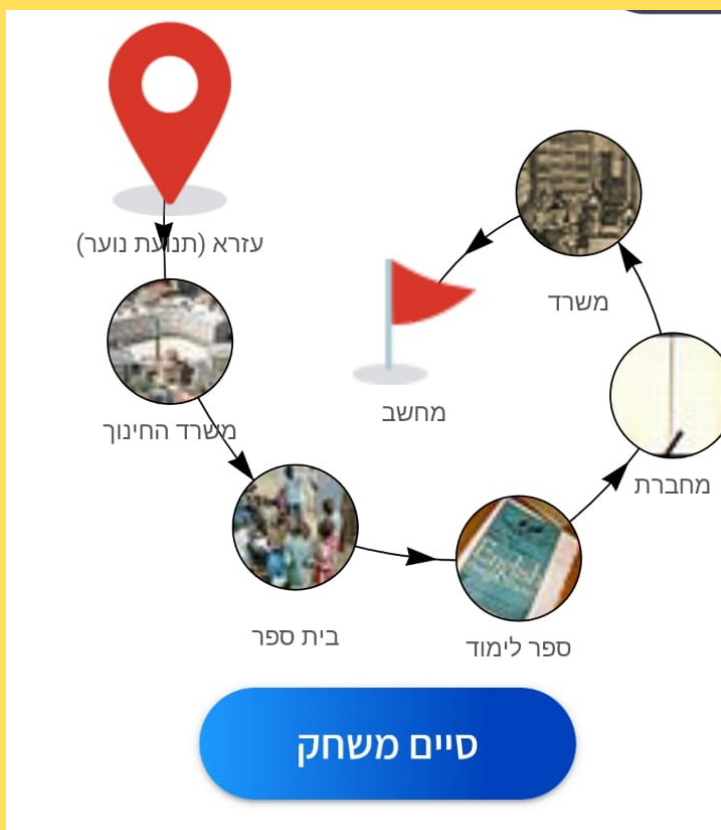 עזרא (תנועת נוער)
משרד החינוך
בית ספר
ספר לימוד
מחברת
משרד
מחשב
סיים משחק